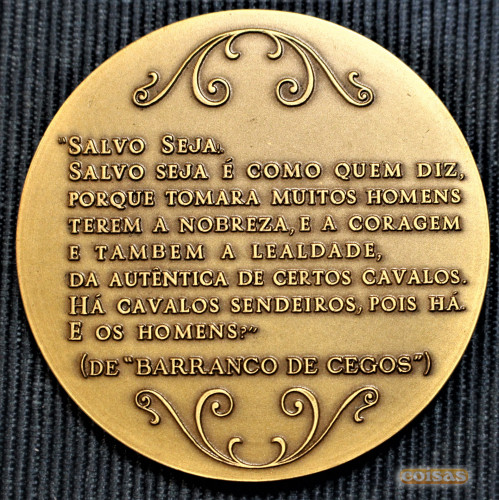 "SALVO SEJA.
SALVO SEJA É COMO QUEM DIZ,
PORQUE TOMARA MUITOS HOMENS
TEREM A NOBREZA, E A CORAGEM
E TAMBEM A LEALDADE,
DA AUTÊNTICA DE CERTOS CAVALOS.
HÁ CAVALOS SENDEIROS, POIS HÁ.
E OS HOMENS?"
(DE "BARRANCO DE CEGOS")
coisas